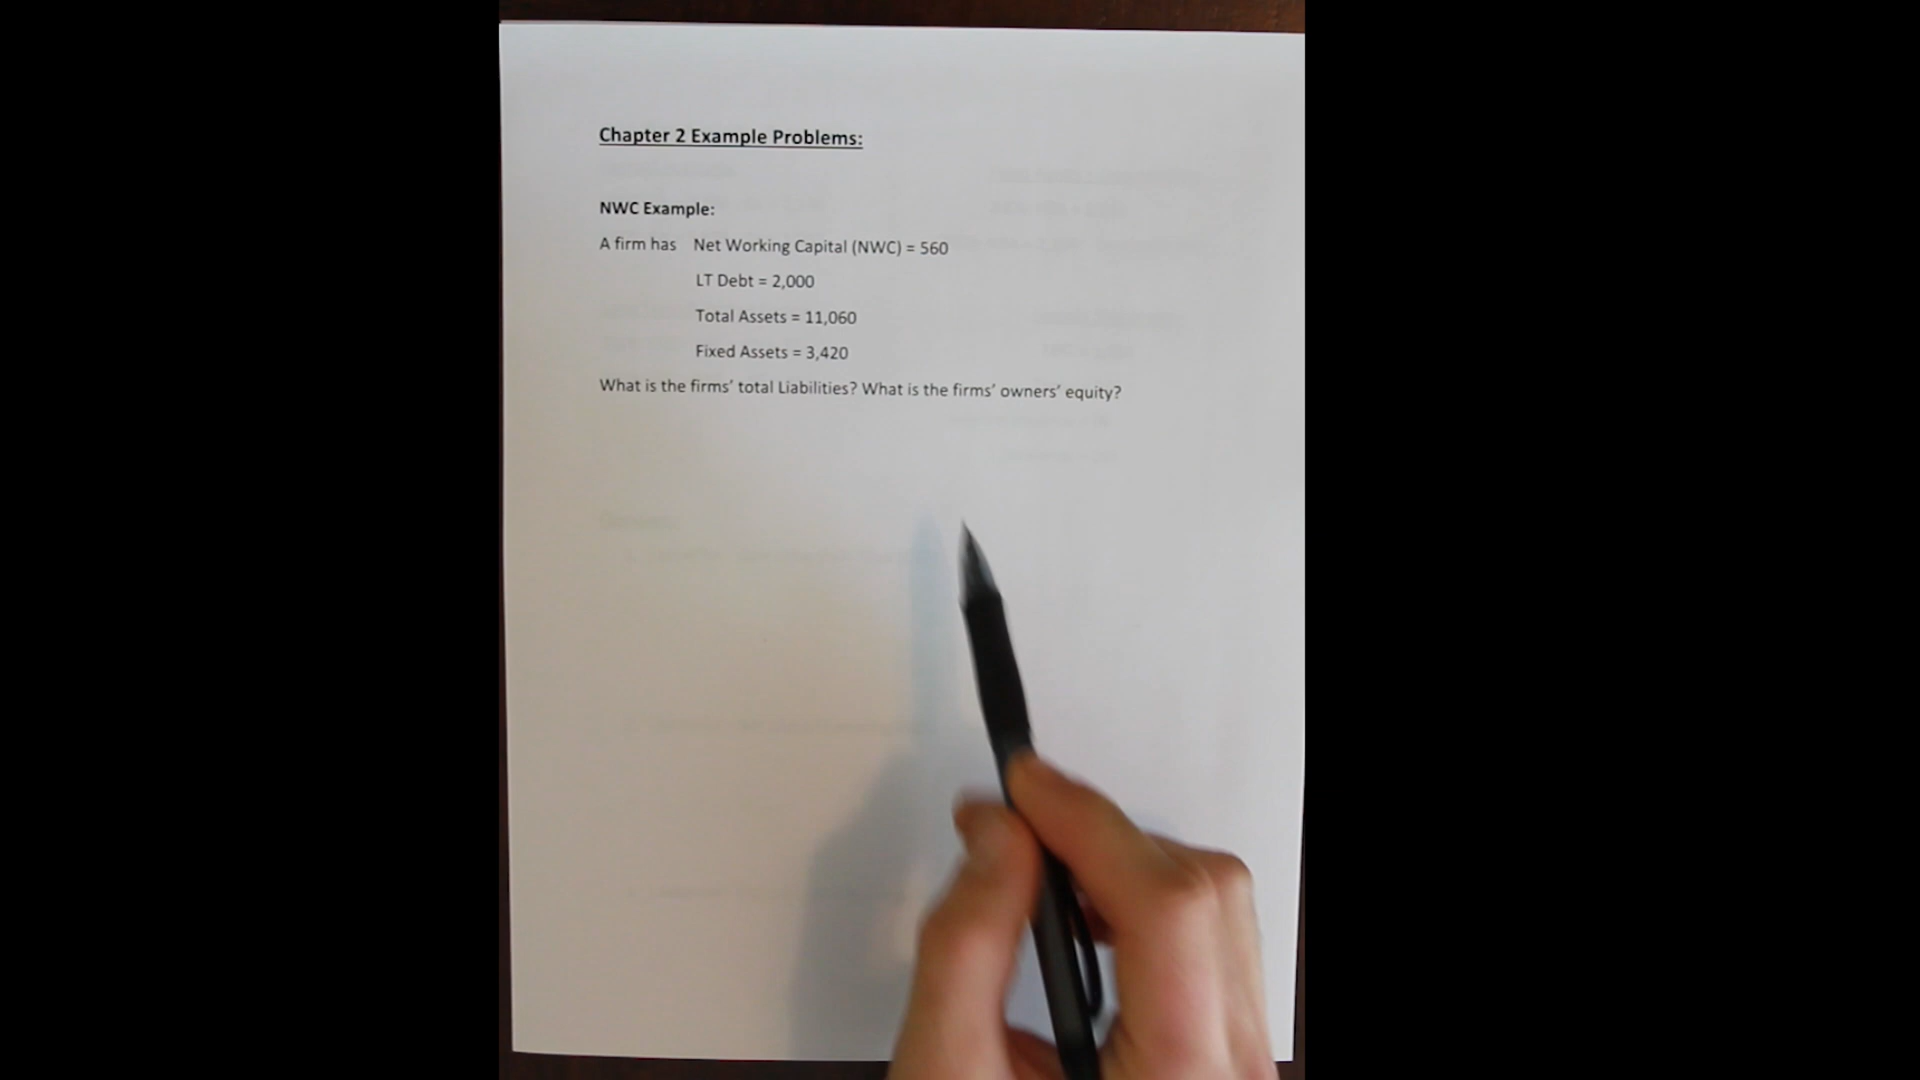 Chapter 2 Example Problems:
NWC Example:
A firm has Net Working Capital (NWC) = 560
LT Debt = 2,000
Total Assets = 11,060
Fixed Assets = 3,420
What is the firms’ total Liabilities? What is the firms’ owners’ equity?